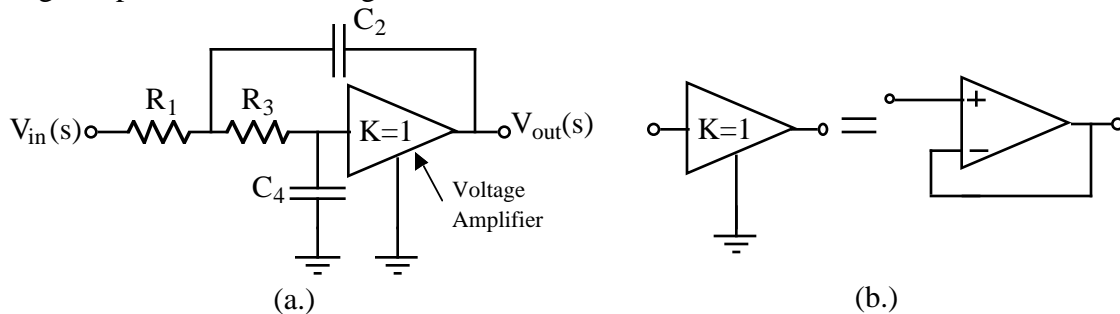 C2
R1
R3
Vin(s)
K=1
Vout(s)
C4
Voltage
Amplifier
(a.)
K=1
=
+
−
(b.)